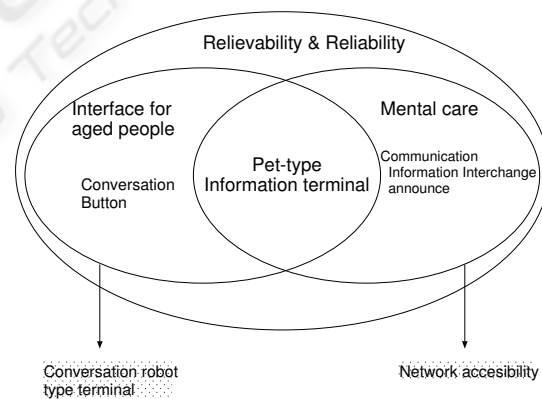 Relievability & Reliability
Interface for
aged people
Mental care
Pet-type
Information terminal
Communication
Information Interchange
announce
Conversation
Button
Conversation robot
type terminal
Network accesibility